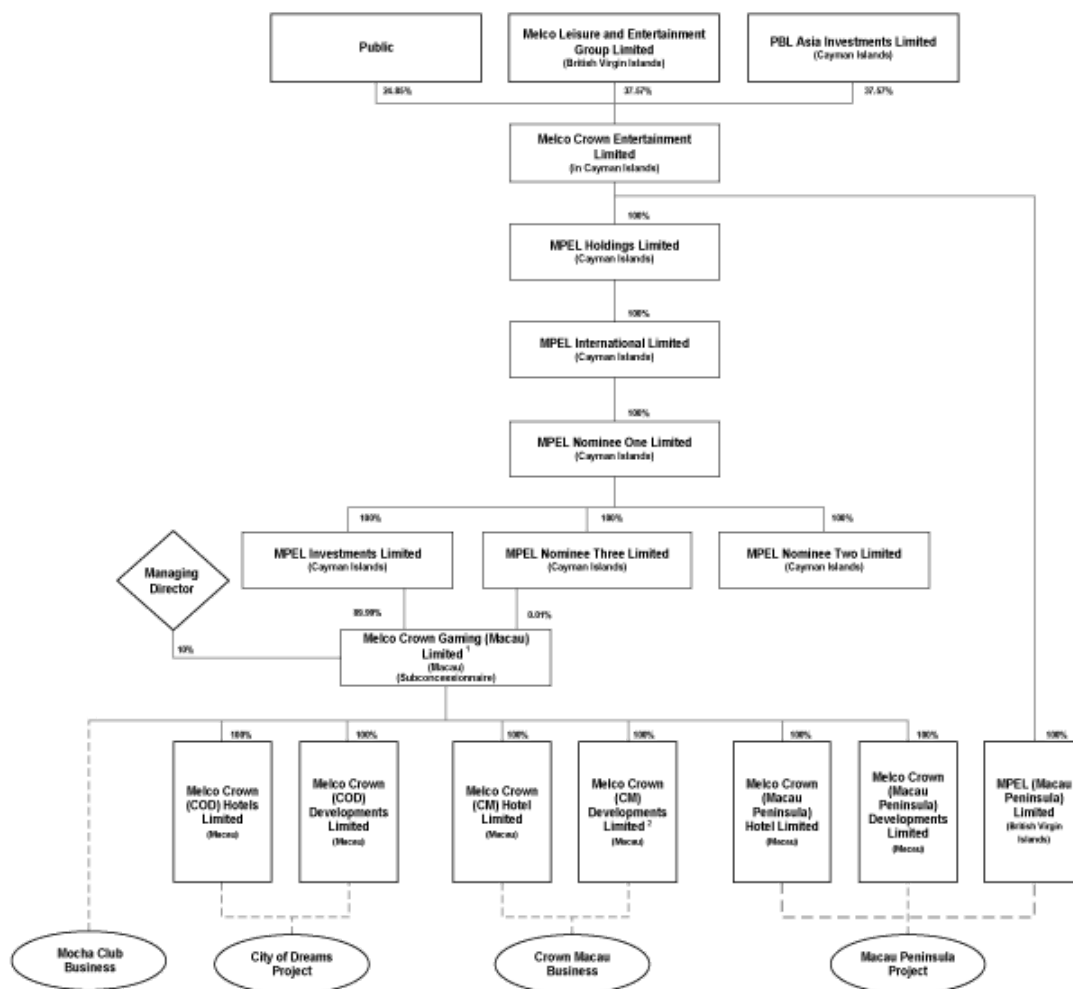 Public
Melco Leisure and Entertainment
Group Limited
(British Virgin Islands)
PBL Asia Investments Limited
(Cayman Islands)
24.85%
37.57%
37.57%
Melco Crown Entertainment
Limited
(in Cayman Islands)
100%
MPEL Holdings Limited
(Cayman Islands)
100%
MPEL International Limited
(Cayman Islands)
100%
MPEL Nominee One Limited
(Cayman Islands)
100%
100%
100%
MPEL Investments Limited
(Cayman Islands)
MPEL Nominee Three Limited
(Cayman Islands)
MPEL Nominee Two Limited
(Cayman Islands)
Managing
Director
89.99%
0.01%
10%
Melco Crown Gaming (Macau)
Limited 1
(Macau)
(Subconcessionnaire)
100%
100%
100%
100%
100%
100%
100%
Melco Crown
(COD) Hotels
Limited
(Macau)
Melco Crown
(COD)
Developments
Limited
(Macau)
Melco Crown
(CM) Hotel
Limited
(Macau)
Melco Crown
(CM)
Developments
Limited 2
(Macau)
Melco Crown
(Macau
Peninsula)
Hotel Limited
(Macau)
Melco Crown
(Macau
Peninsula)
Developments
Limited
(Macau)
MPEL (Macau
Peninsula)
Limited
(British Virgin
Islands)
Mocha Club
Business
City of Dreams
Project
Crown Macau
Business
Macau Peninsula
Project